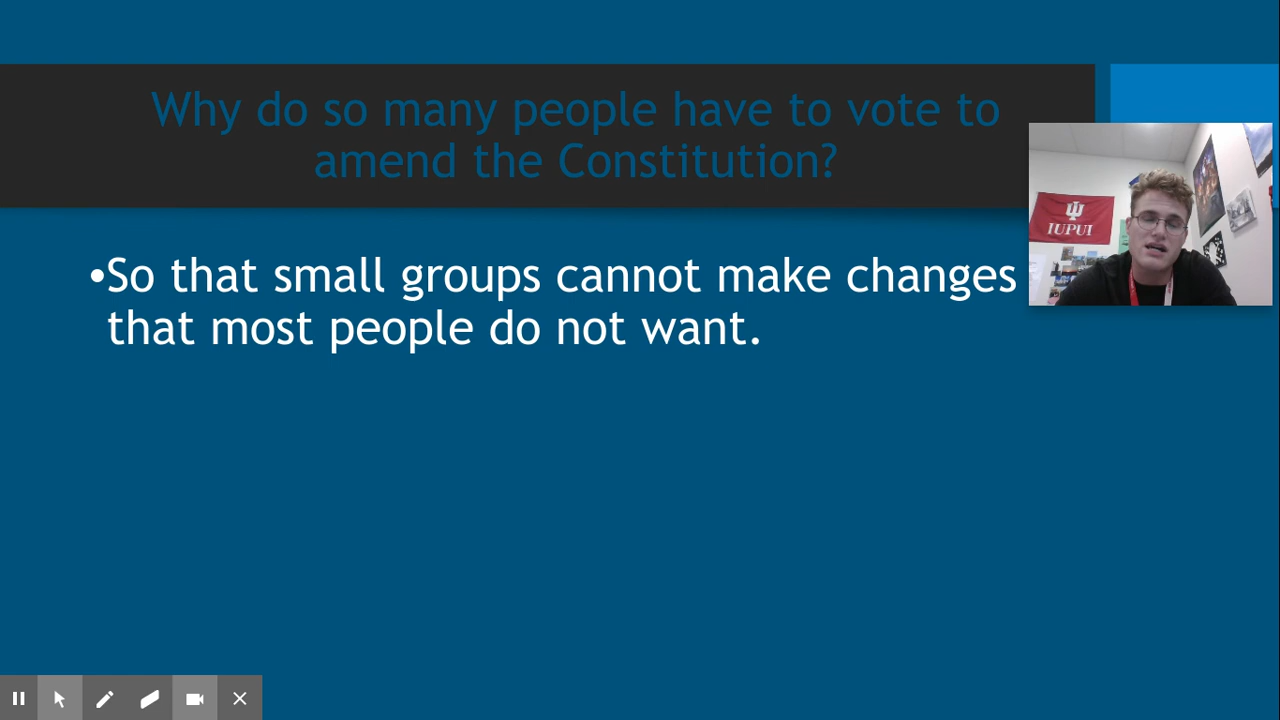 Why do so many people have to vote to
amend the Constitution?
•So that small groups cannot make changes
that most people do not want.
IUPUI